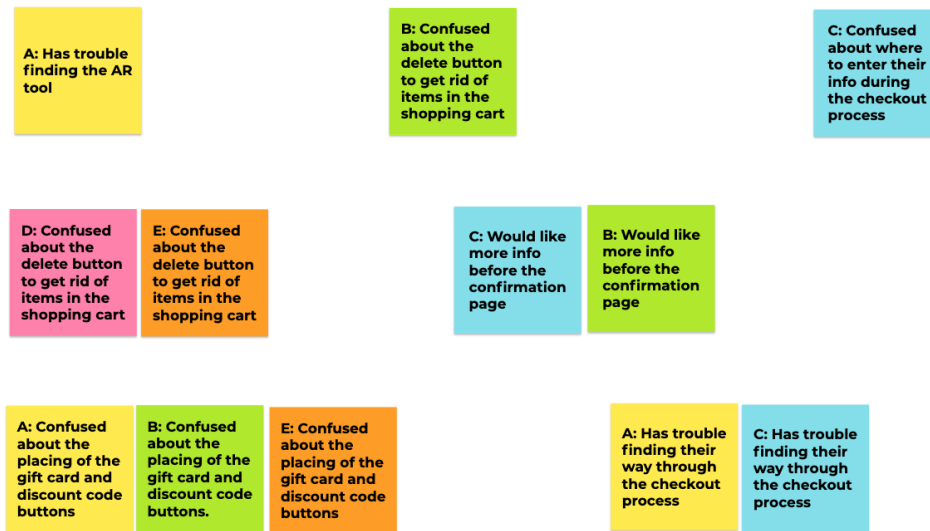 A: Has trouble
finding the AR
tool
B: Confused
about the
delete button
to get rid of
items in the
shopping cart
C: Confused
about where
to enter their
info during
the checkout
process
D: Confused
about the
delete button
to get rid of
items in the
shopping cart
E: Confused
about the
delete button
to get rid of
items in the
shopping cart
C: Would like
more info
before the
confirmation
page
B: Would like
more info
before the
confirmation
page
A: Confused
about the
placing of the
gift card and
discount code
buttons
B: Confused
about the
placing of the
gift card and
discount code
buttons.
E: Confused
about the
placing of the
gift card and
discount code
buttons
A: Has trouble
finding their
way through
the checkout
process
C: Has trouble
finding their
way through
the checkout
process